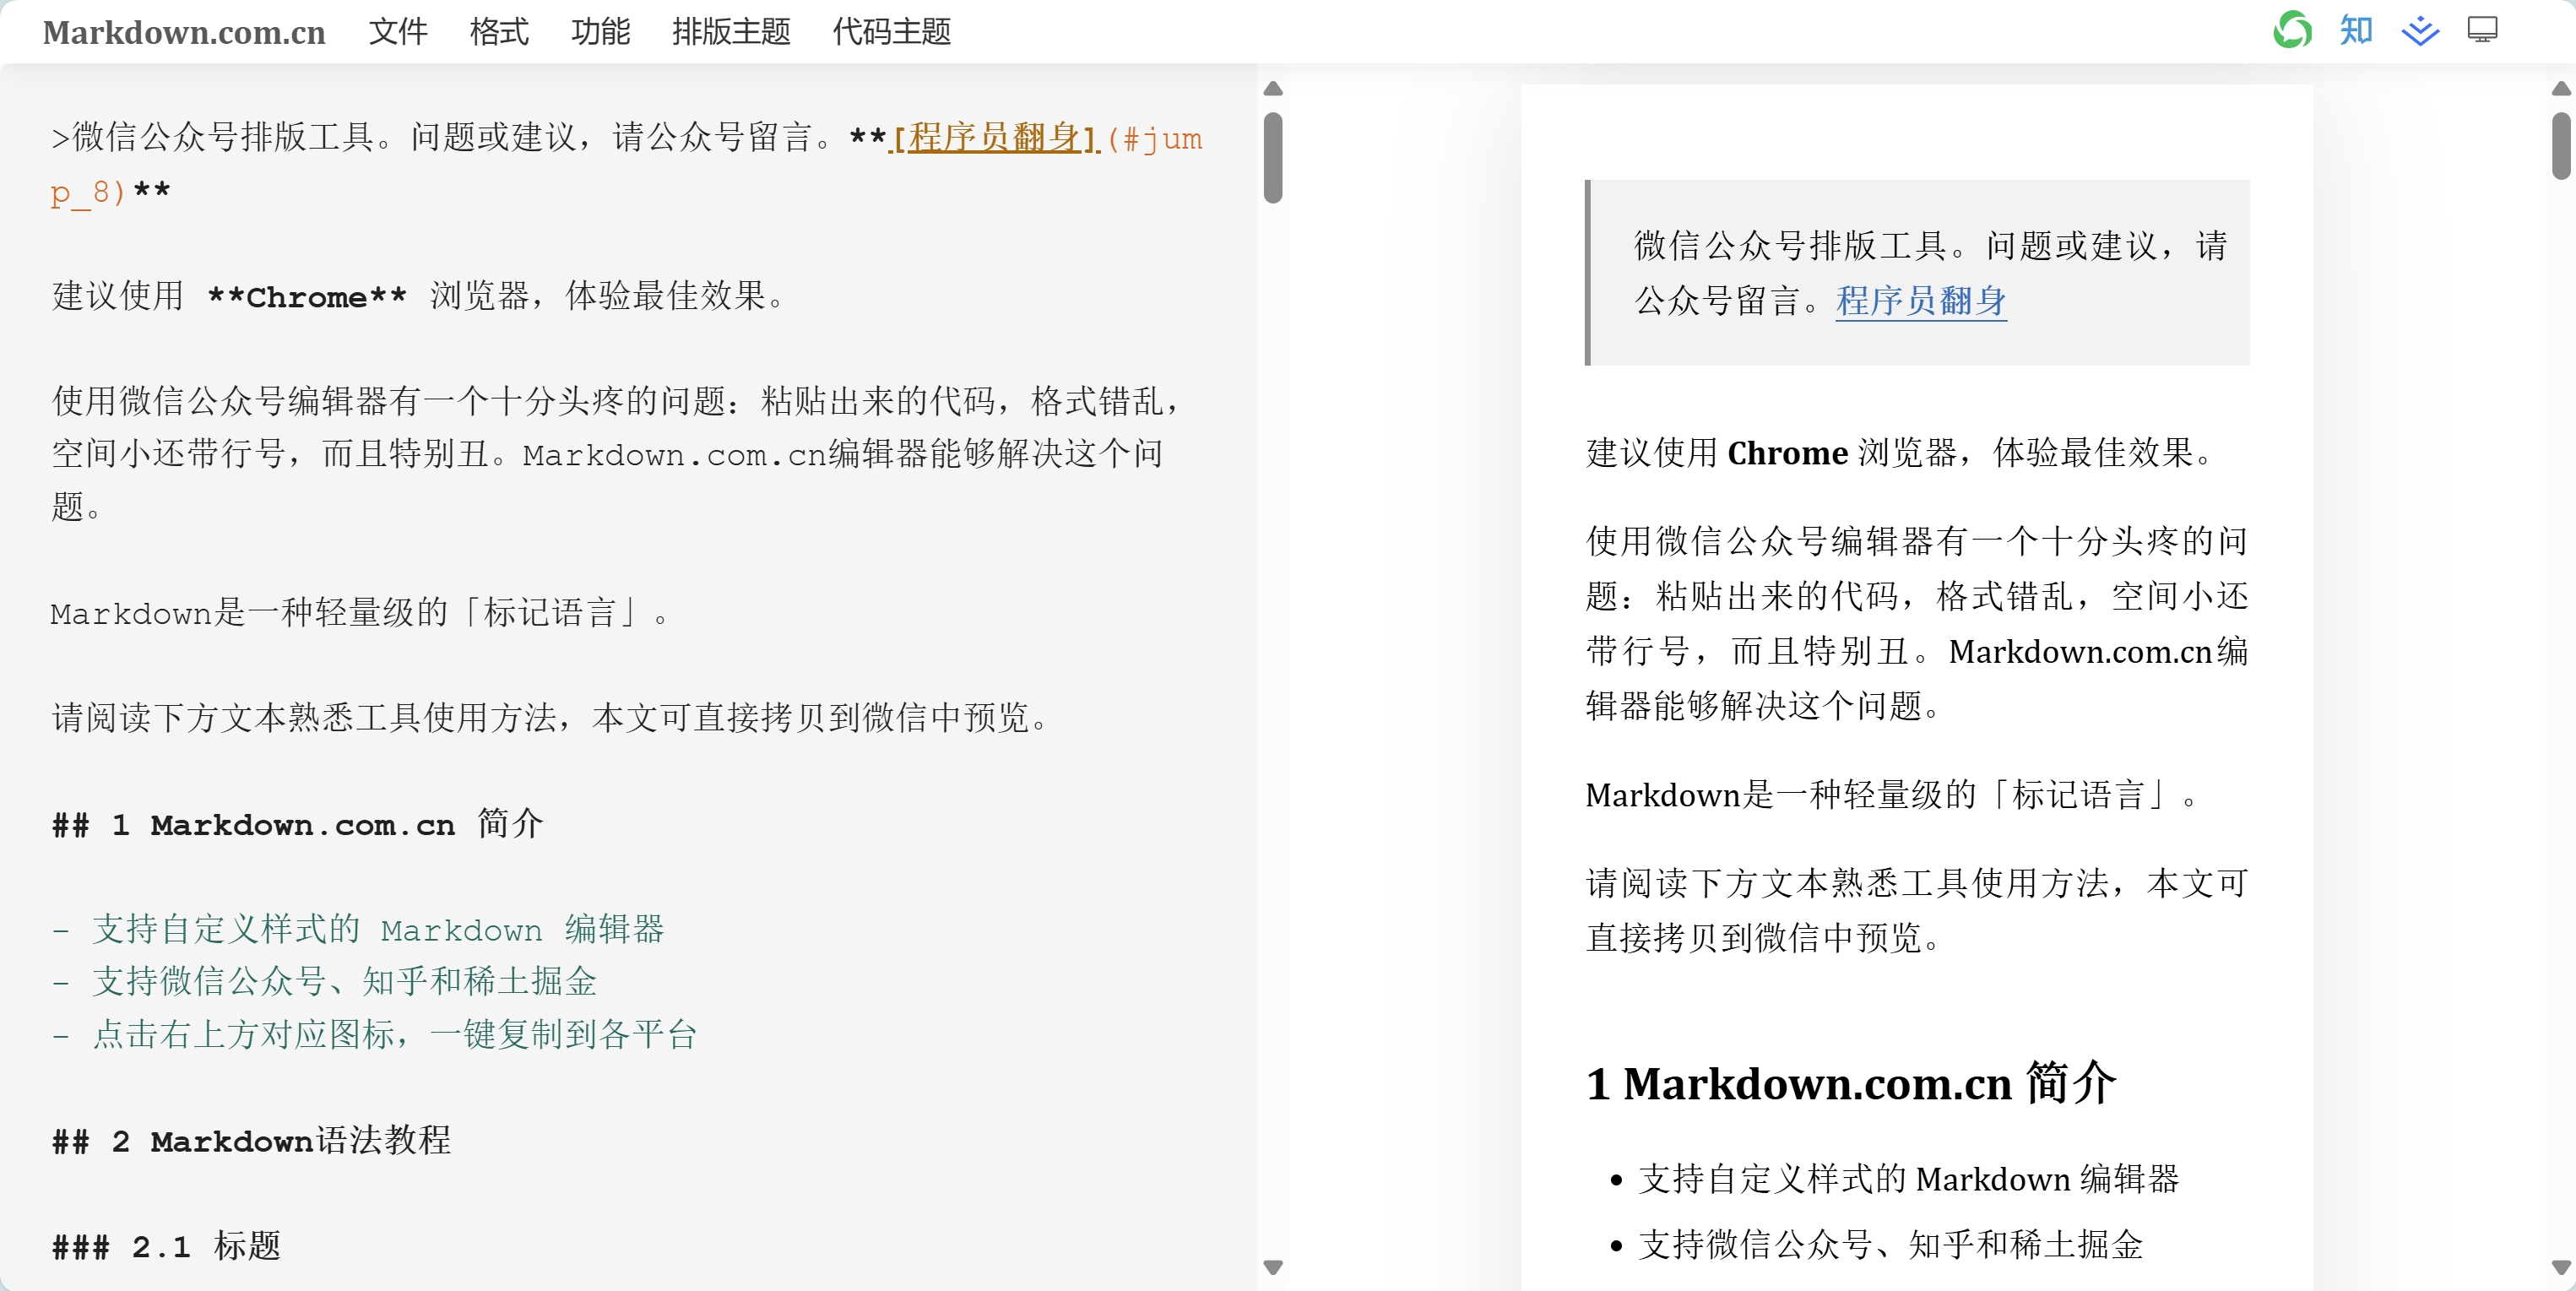 Markdown.com.cn 文件 格式 功能 排版主题 代码主题
知
>微信公众号排版工具。问题或建议，请公众号留言。**[程序员翻身](#jum
p_8)**
建议使用 **Chrome** 浏览器，体验最佳效果。
使用微信公众号编辑器有一个十分头疼的问题：粘贴出来的代码，格式错乱，
空间小还带行号，而且特别丑。Markdown.com.cn编辑器能够解决这个问
题。
Markdown是一种轻量级的「标记语言」。
请阅读下方文本熟悉工具使用方法，本文可直接拷贝到微信中预览。
## 1 Markdown.com.cn 简介
- 支持自定义样式的 Markdown 编辑器
- 支持微信公众号、知乎和稀土掘金
- 点击右上方对应图标，一键复制到各平台
## 2 Markdown语法教程
### 2.1 标题
微信公众号排版工具。问题或建议，请
公众号留言。程序员翻身
建议使用 Chrome 浏览器，体验最佳效果。
使用微信公众号编辑器有一个十分头疼的问
题：粘贴出来的代码，格式错乱，空间小还
带行号，而且特别丑。Markdown.com.cn编
辑器能够解决这个问题。
Markdown是一种轻量级的「标记语言」。
请阅读下方文本熟悉工具使用方法，本文可
直接拷贝到微信中预览。
1 Markdown.com.cn 简介
• 支持自定义样式的 Markdown 编辑器
• 支持微信公众号、知乎和稀土掘金